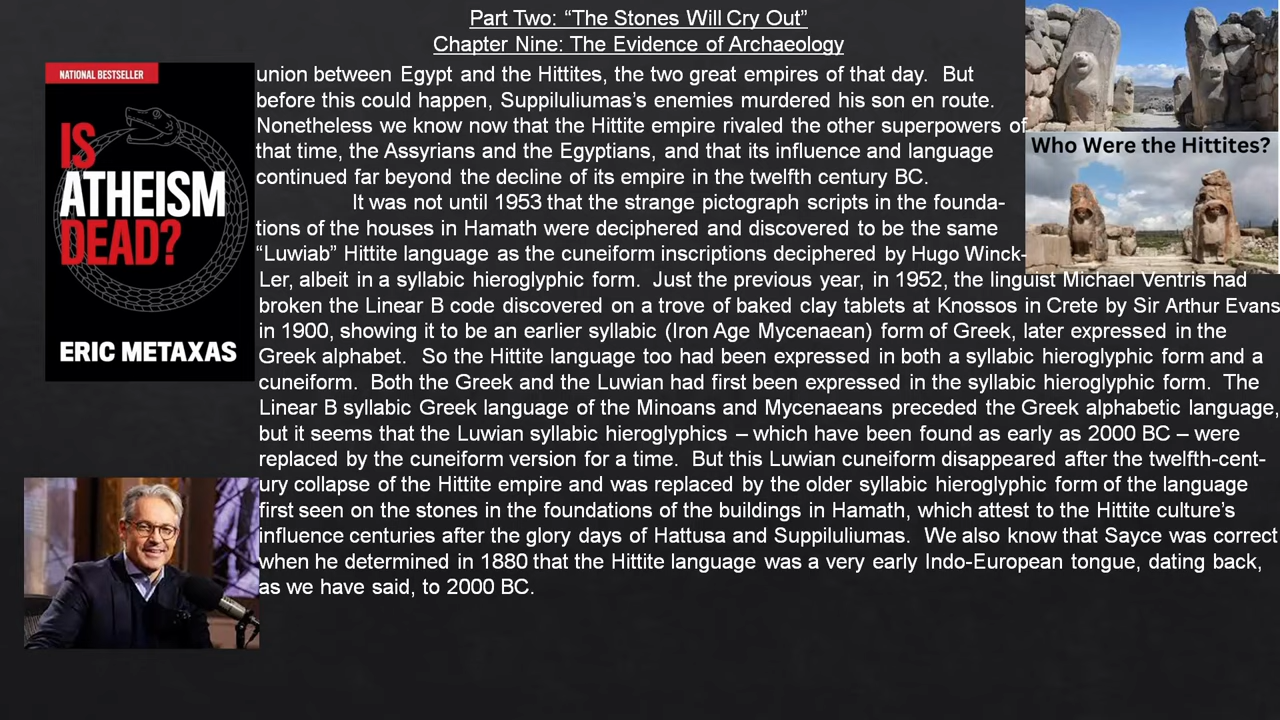 Part Two: “The Stones Will Cry Out”
Chapter Nine: The Evidence of Archaeology
NATIONAL BESTSELLER
IS
ATHEISM
DEAD?
ERIC METAXAS
union between Egypt and the Hittites, the two great empires of that day.  But
before this could happen, Suppiluliumas’s enemies murdered his son en route.
Nonetheless we know now that the Hittite empire rivaled the other superpowers of
that time, the Assyrians and the Egyptians, and that its influence and language
continued far beyond the decline of its empire in the twelfth century BC.
It was not until 1953 that the strange pictograph scripts in the founda-
tions of the houses in Hamath were deciphered and discovered to be the same
“Luwiab” Hittite language as the cuneiform inscriptions deciphered by Hugo Winck-
Ler, albeit in a syllabic hieroglyphic form.  Just the previous year, in 1952, the linguist Michael Ventris had
broken the Linear B code discovered on a trove of baked clay tablets at Knossos in Crete by Sir Arthur Evans
in 1900, showing it to be an earlier syllabic (Iron Age Mycenaean) form of Greek, later expressed in the
Greek alphabet.  So the Hittite language too had been expressed in both a syllabic hieroglyphic form and a
cuneiform.  Both the Greek and the Luwian had first been expressed in the syllabic hieroglyphic form.  The
Linear B syllabic Greek language of the Minoans and Mycenaeans preceded the Greek alphabetic language,
but it seems that the Luwian syllabic hieroglyphics – which have been found as early as 2000 BC – were
replaced by the cuneiform version for a time.  But this Luwian cuneiform disappeared after the twelfth-cent-
ury collapse of the Hittite empire and was replaced by the older syllabic hieroglyphic form of the language
first seen on the stones in the foundations of the buildings in Hamath, which attest to the Hittite culture’s
influence centuries after the glory days of Hattusa and Suppiluliumas.  We also know that Sayce was correct
when he determined in 1880 that the Hittite language was a very early Indo-European tongue, dating back,
as we have said, to 2000 BC.
Who Were the Hittites?